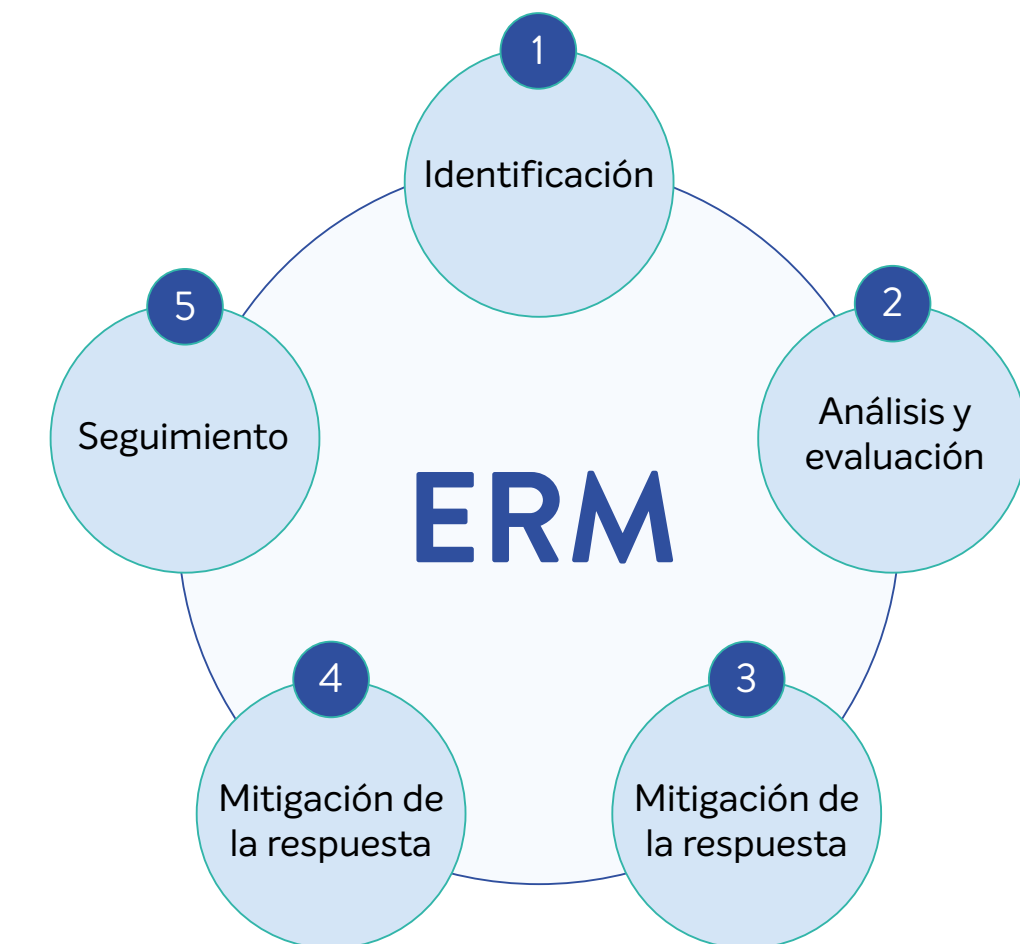 1
Identificación
2
Análisis y
evaluación
3
Mitigación de
la respuesta
4
Mitigación de
la respuesta
5
Seguimiento
ERM